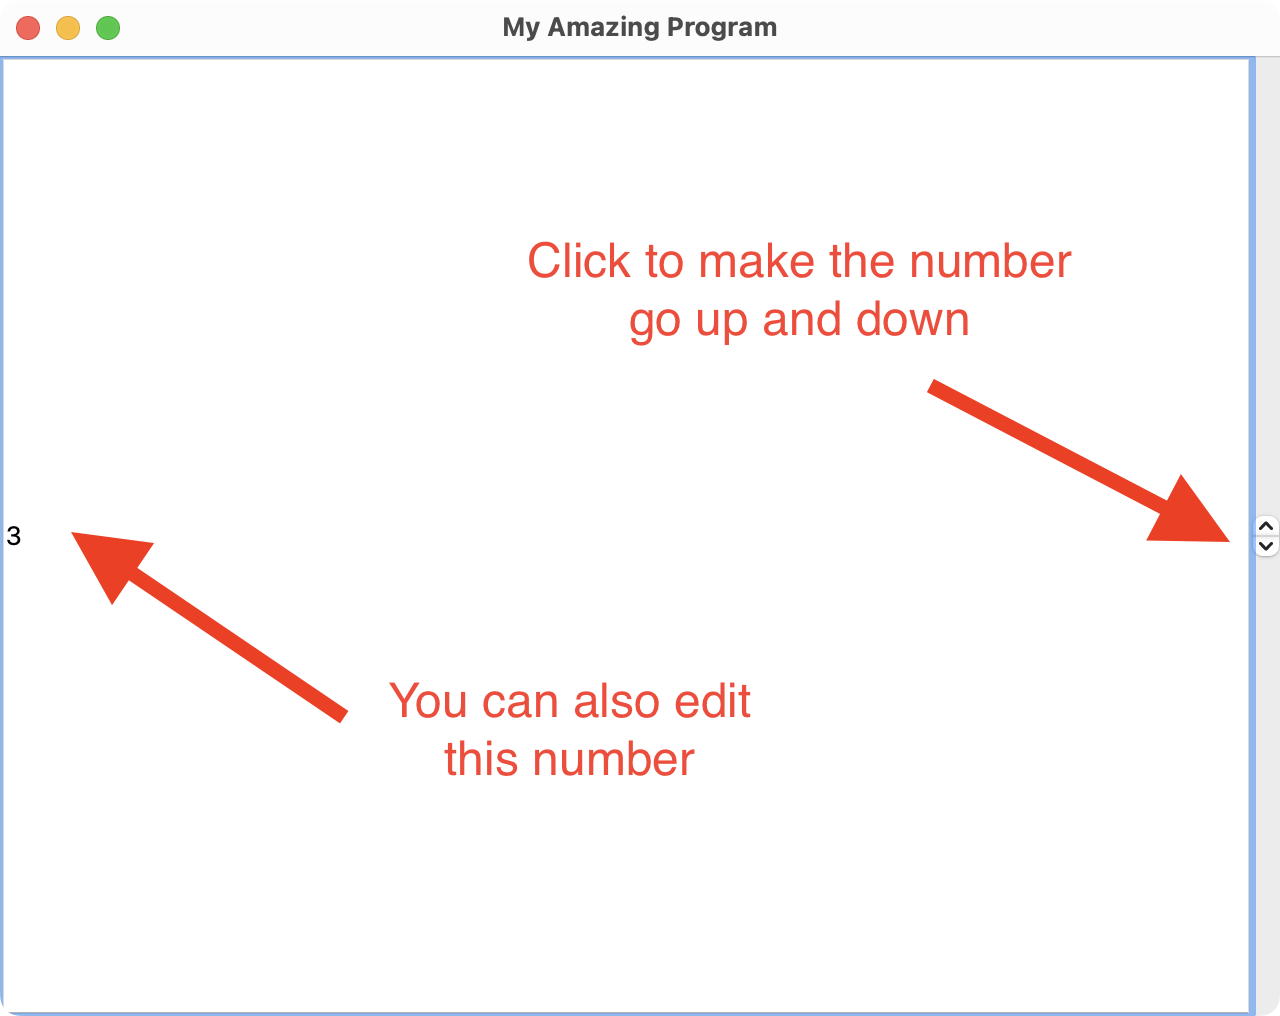 My Amazing Program
Click to make the number
go up and down
3
You can also edit
this number